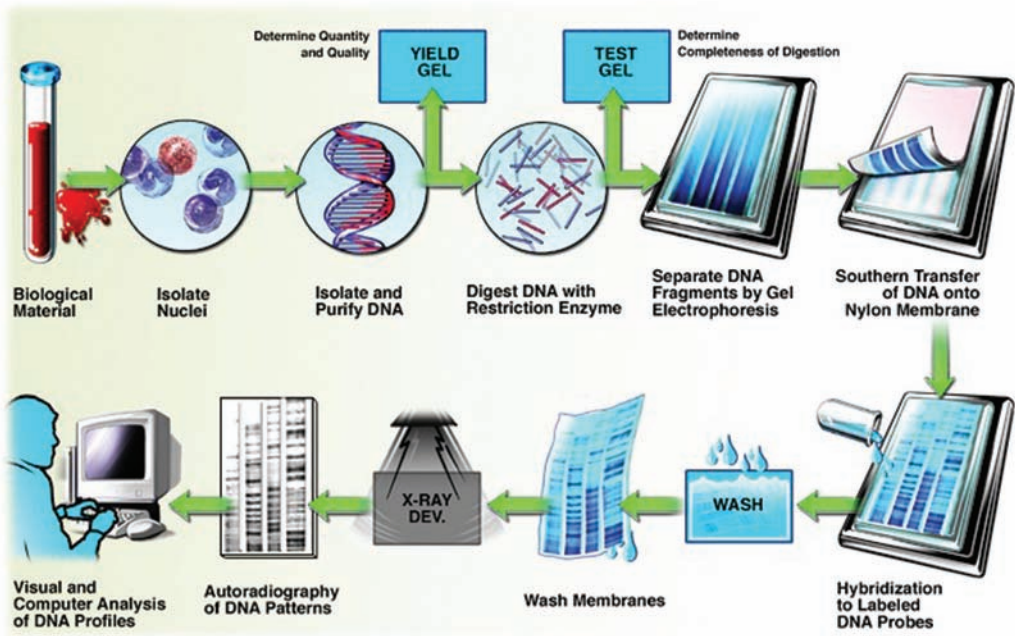 Determine Quantity
and Quality
YIELD
GEL
TEST
GEL
Determine
Completeness of Digestion
Biological
Material
Isolate
Nuclei
Isolate and
Purify DNA
Digest DNA with
Restriction Enzyme
Separate DNA
Fragments by Gel
Electrophoresis
Southern Transfer
of DNA onto
Nylon Membrane
Hybridization
to Labeled
DNA Probes
WASH
Wash Membranes
X-RAY
DEV.
Autoradiography
of DNA Patterns
Visual and
Computer Analysis
of DNA Profiles